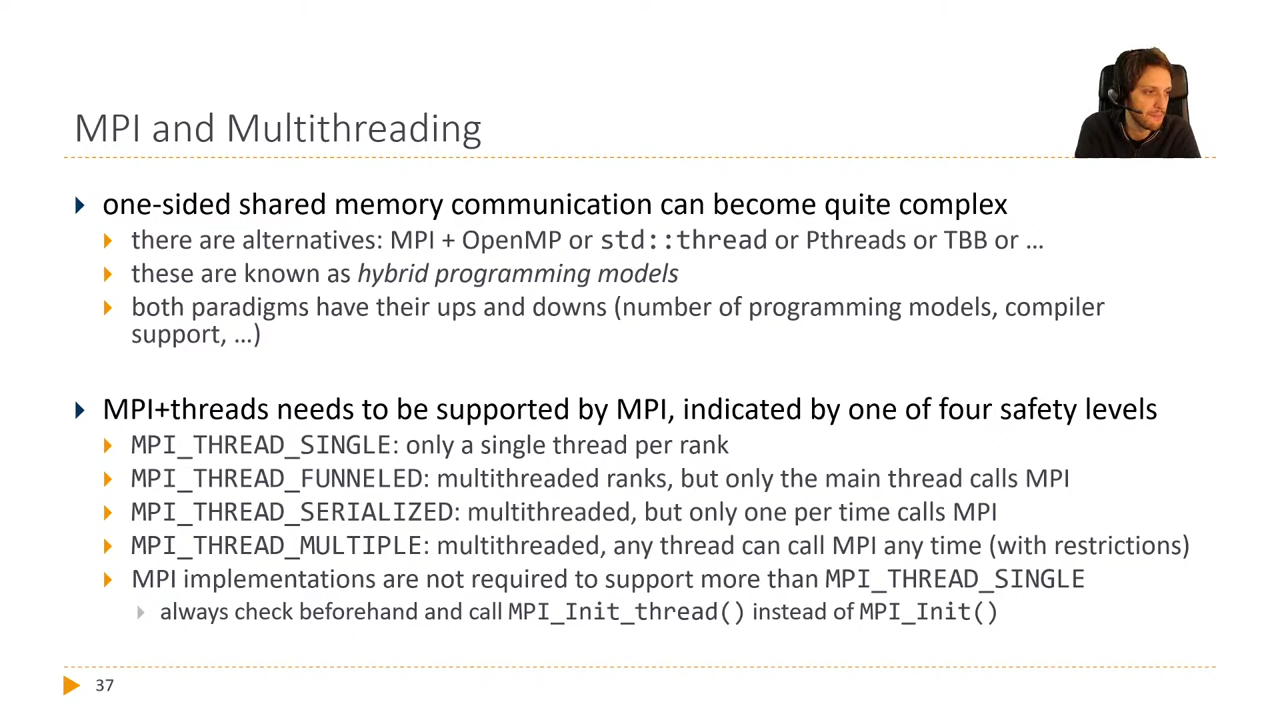 MPI and Multithreading
one-sided shared memory communication can become quite complex
there are alternatives: MPI + OpenMP or std::thread or Pthreads or TBB or …
these are known as hybrid programming models
both paradigms have their ups and downs (number of programming models, compiler
support, …)
MPI+threads needs to be supported by MPI, indicated by one of four safety levels
MPI_THREAD_SINGLE: only a single thread per rank
MPI_THREAD_FUNNELED: multithreaded ranks, but only the main thread calls MPI
MPI_THREAD_SERIALIZED: multithreaded, but only one per time calls MPI
MPI_THREAD_MULTIPLE: multithreaded, any thread can call MPI any time (with restrictions)
MPI implementations are not required to support more than MPI_THREAD_SINGLE
always check beforehand and call MPI_Init_thread() instead of MPI_Init()
37